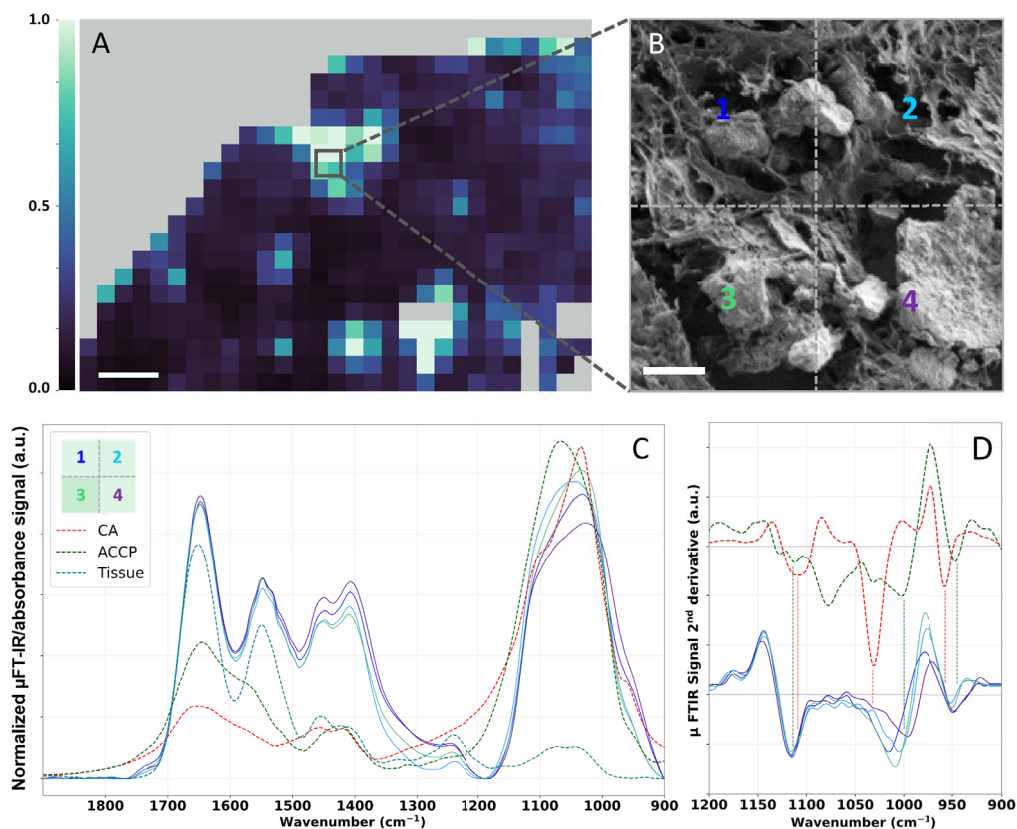 1.0
A
0.5
0.0
B
1
2
3
4
C
Normalized µFT-IR/absorbance signal (a.u.)
1 2
3 4
CA
ACCP
Tissue
1800 1700 1600 1500 1400 1300 1200 1100 1000 900
Wavenumber (cm⁻¹)
D
µ FTIR Signal 2ⁿᵈ derivative (a.u.)
1200 1150 1100 1050 1000 950 900
Wavenumber (cm⁻¹)